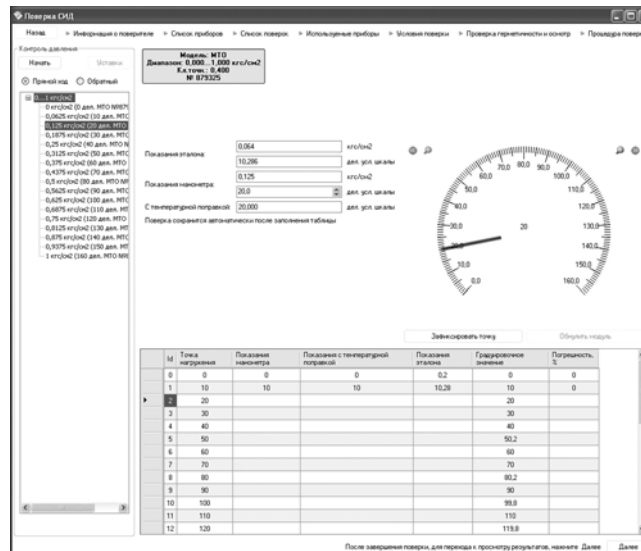 Поверка СИД
Назад » Информация о поверителе » Список приборов » Список поверок » Используемые приборы » Условия поверки » Проверка герметичности и осмотр » Процедура повер
Контроль давления
Начать Уставки
Прямой ход Обратный
0...1 кгс/см2
0 кгс/см2 (0 дел. МТО №879
0,0625 кгс/см2 (10 дел. МТО
0,125 кгс/см2 (20 дел. МТО
0,1875 кгс/см2 (30 дел. МТО
0,25 кгс/см2 (40 дел. МТО N
0,3125 кгс/см2 (50 дел. МТО
0,375 кгс/см2 (60 дел. МТО
0,4375 кгс/см2 (70 дел. МТО
0,5 кгс/см2 (80 дел. МТО №8
0,5625 кгс/см2 (90 дел. МТО
0,625 кгс/см2 (100 дел. МТО
0,6875 кгс/см2 (110 дел. МТ
0,75 кгс/см2 (120 дел. МТО
0,8125 кгс/см2 (130 дел. МТ
0,875 кгс/см2 (140 дел. МТО
0,9375 кгс/см2 (150 дел. МТ
1 кгс/см2 (160 дел. МТО №8
Модель: МТО
Диапазон: 0,000...1,000 кгс/см2
Кл.точн.: 0,400
№ 879325
Показания эталона: 0,064 кгс/см2
10,286 дел. усл. шкалы
Показания манометра: 0,125 кгс/см2
20,0 дел. усл. шкалы
С температурной поправкой: 20,000 дел. усл. шкалы
Поверка сохранится автоматически после заполнения таблицы
0,0 10,0 20,0 30,0 40,0 50,0 60,0 70,0 80,0 90,0 100,0 110,0 120,0 130,0 140,0 150,0 160,0
20
Зафиксировать точку Обнулить модуль
Id Точка нагружения Показания манометра Показания с температурной поправкой Показания эталона Градуировочное значение Погрешность, %
0 0 0 0 0,2 0 0
1 10 10 10 10,28 10 0
2 20 20
3 30 30
4 40 40
5 50 50,2
6 60 60
7 70 70
8 80 80,2
9 90 90
10 100 99,8
11 110 110
12 120 119,8
После завершения поверки, для перехода к просмотру результатов, нажмите Далее Далее